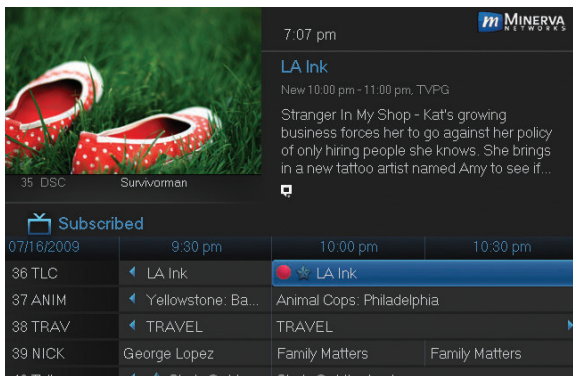 7:07 pm
m MINERVA
NETWORKS
LA Ink
New 10:00 pm - 11:00 pm, TVPG
Stranger In My Shop - Kat's growing
business forces her to go against her policy
of only hiring people she knows. She brings
in a new tattoo artist named Amy to see if...
35 DSC Survivorman
Subscribed
07/16/2009 9:30 pm 10:00 pm 10:30 pm
36 TLC LA Ink LA Ink
37 ANIM Yellowstone: Ba... Animal Cops: Philadelphia
38 TRAV TRAVEL TRAVEL
39 NICK George Lopez Family Matters Family Matters